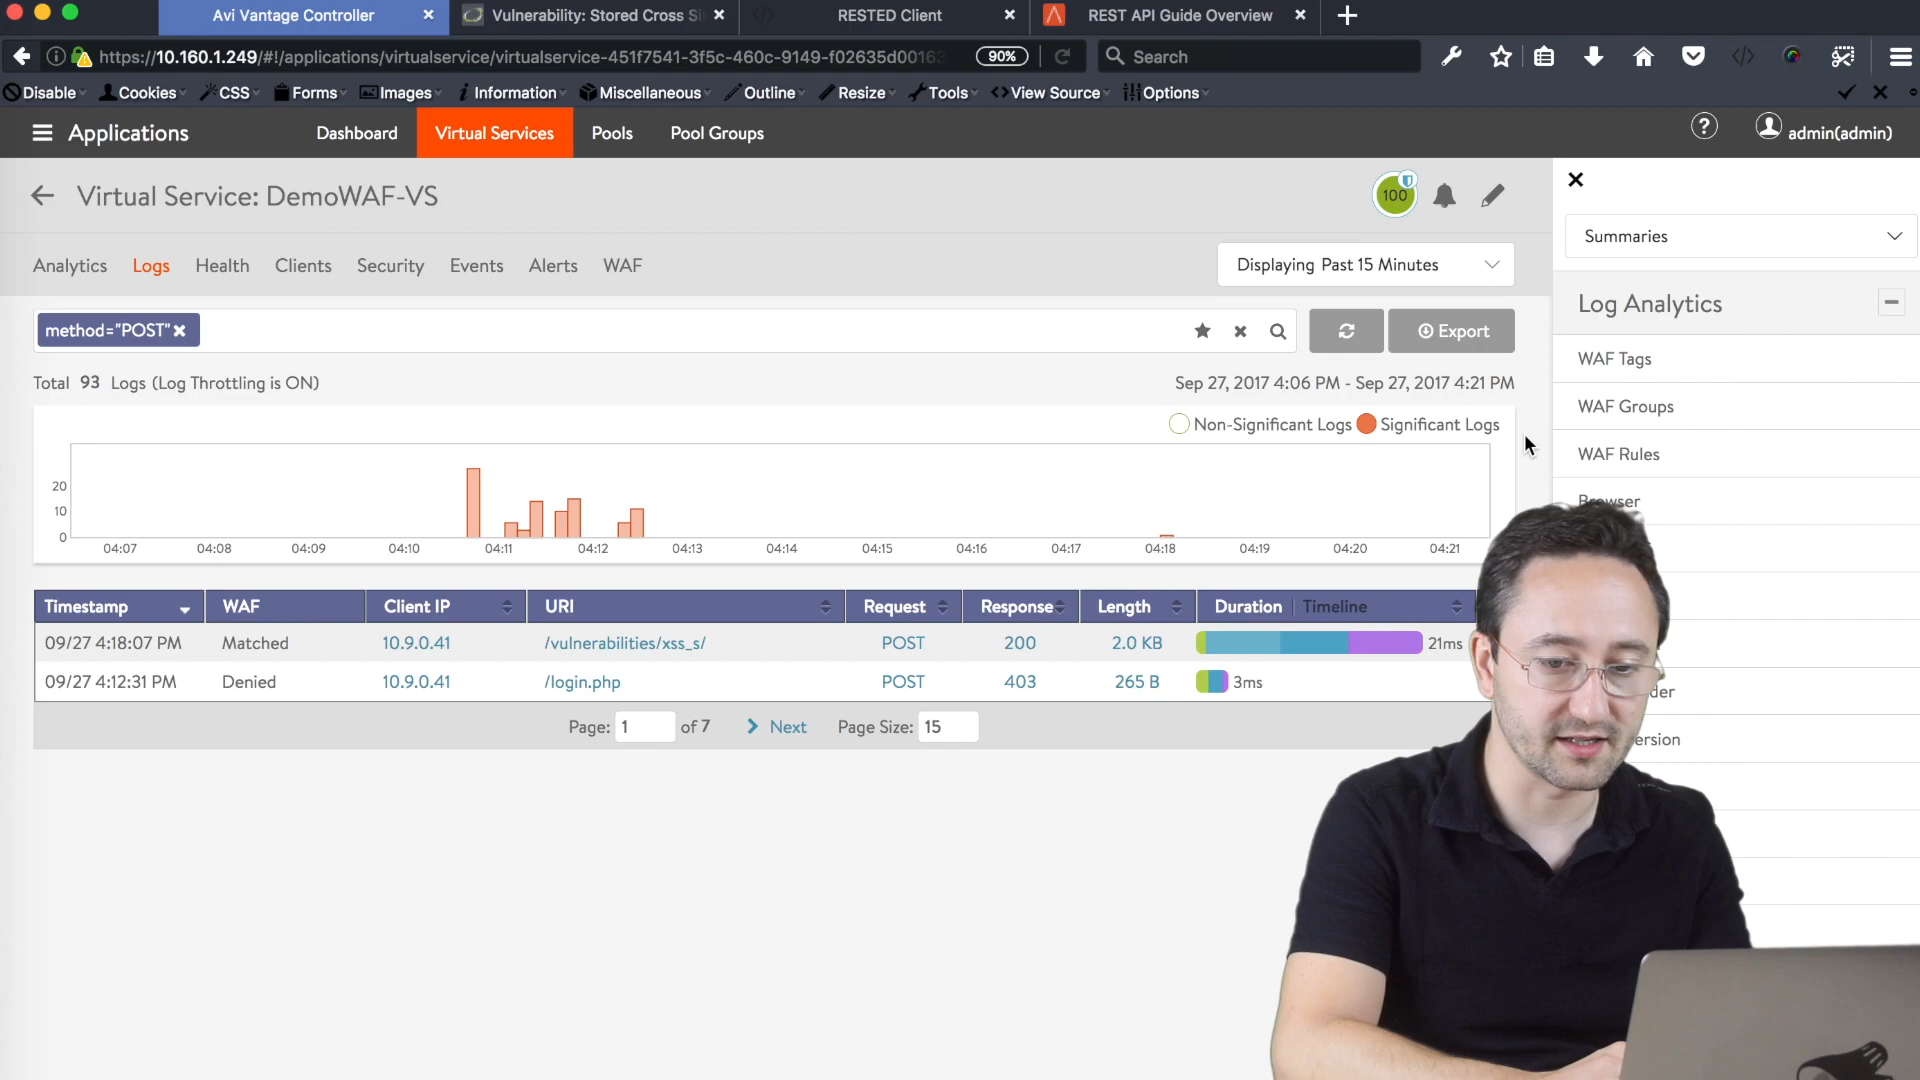 Avi Vantage Controller
Vulnerability: Stored Cross Si
RESTED Client
REST API Guide Overview
https://10.160.1.249/#!/applications/virtualservice/virtualservice-451f7541-3f5c-460c-9149-f02635d00163
90%
Search
Disable Cookies CSS Forms Images Information Miscellaneous Outline Resize Tools View Source Options
Applications
Dashboard Virtual Services Pools Pool Groups
? admin(admin)
Virtual Service: DemoWAF-VS
100
Summaries
Analytics Logs Health Clients Security Events Alerts WAF
Displaying Past 15 Minutes
Log Analytics
method="POST"
Export
WAF Tags
Total 93 Logs (Log Throttling is ON)
Sep 27, 2017 4:06 PM - Sep 27, 2017 4:21 PM
WAF Groups
Non-Significant Logs Significant Logs
WAF Rules
Browser
20
10
0
04:07 04:08 04:09 04:10 04:11 04:12 04:13 04:14 04:15 04:16 04:17 04:18 04:19 04:20 04:21
Timestamp WAF Client IP URI Request Response Length Duration Timeline
09/27 4:18:07 PM Matched 10.9.0.41 /vulnerabilities/xss_s/ POST 200 2.0 KB 21ms
09/27 4:12:31 PM Denied 10.9.0.41 /login.php POST 403 265 B 3ms
der
Page: 1 of 7 Next Page Size: 15
ersion